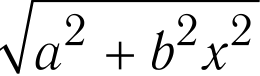 √(a² + b²x²)